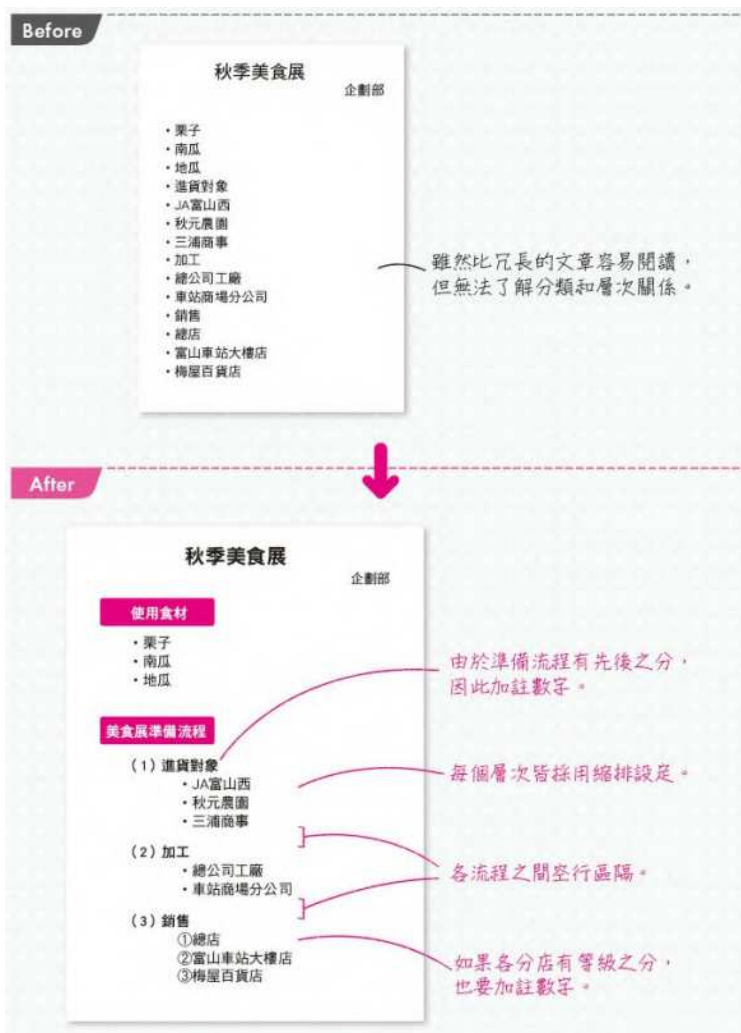 Before
秋季美食展
企劃部
・栗子
・南瓜
・地瓜
・進貨對象
・JA富山西
・秋元農園
・三浦商事
・加工
・總公司工廠
・車站商場分公司
・銷售
・總店
・富山車站大樓店
・梅屋百貨店
雖然比冗長的文章容易閱讀，
但無法了解分類和層次關係。
After
秋季美食展
企劃部
使用食材
・栗子
・南瓜
・地瓜
由於準備流程有先後之分，
因此加註數字。
美食展準備流程
（1）進貨對象
・JA富山西
・秋元農園
・三浦商事
每個層次皆採用縮排設定。
（2）加工
・總公司工廠
・車站商場分公司
各流程之間空行區隔。
（3）銷售
①總店
②富山車站大樓店
③梅屋百貨店
如果各分店有等級之分，
也要加註數字。